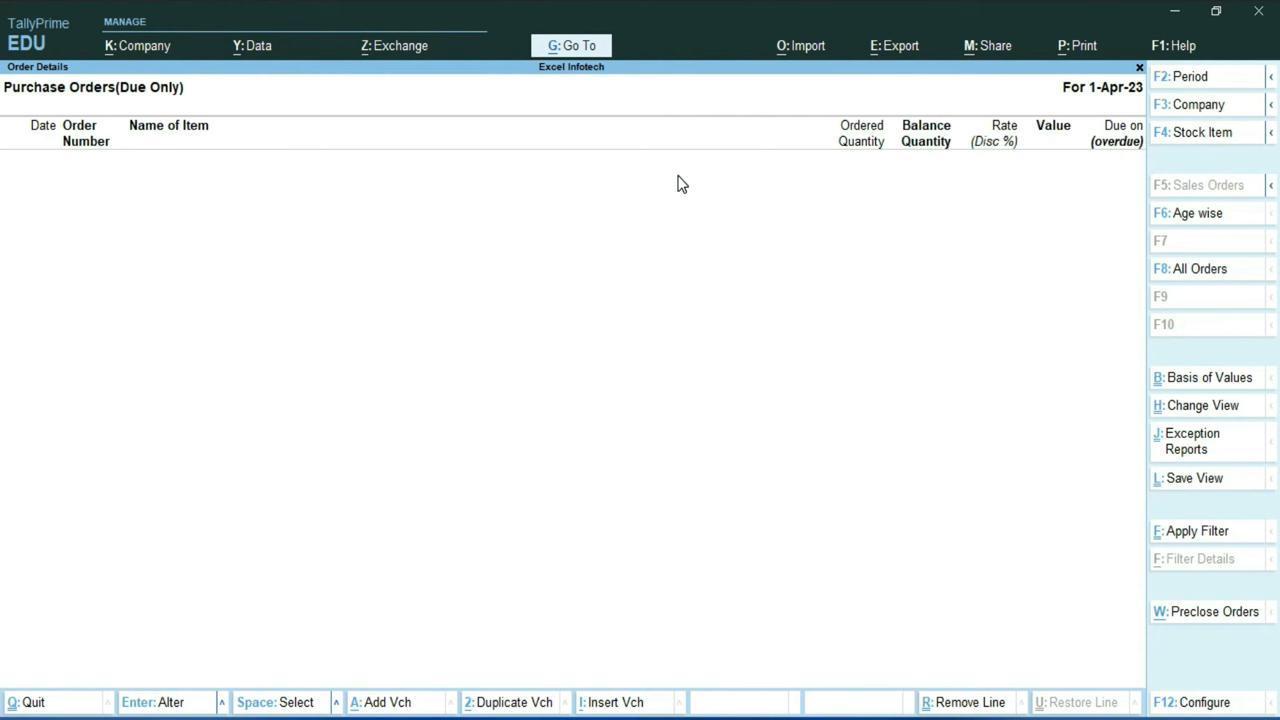 TallyPrime
EDU
MANAGE
K: Company
Y: Data
Z: Exchange
G: Go To
O: Import
E: Export
M: Share
P: Print
F1: Help
Order Details
Excel Infotech
x
Purchase Orders(Due Only)
For 1-Apr-23
Date
Order
Number
Name of Item
Ordered
Quantity
Balance
Quantity
Rate
(Disc %)
Value
Due on
(overdue)
F2: Period
F3: Company
F4: Stock Item
F5: Sales Orders
F6: Age wise
F7
F8: All Orders
F9
F10
B: Basis of Values
H: Change View
J: Exception
Reports
L: Save View
F: Apply Filter
F: Filter Details
W: Preclose Orders
Q: Quit
Enter: Alter
Space: Select
A: Add Vch
2: Duplicate Vch
I: Insert Vch
R: Remove Line
U: Restore Line
F12: Configure